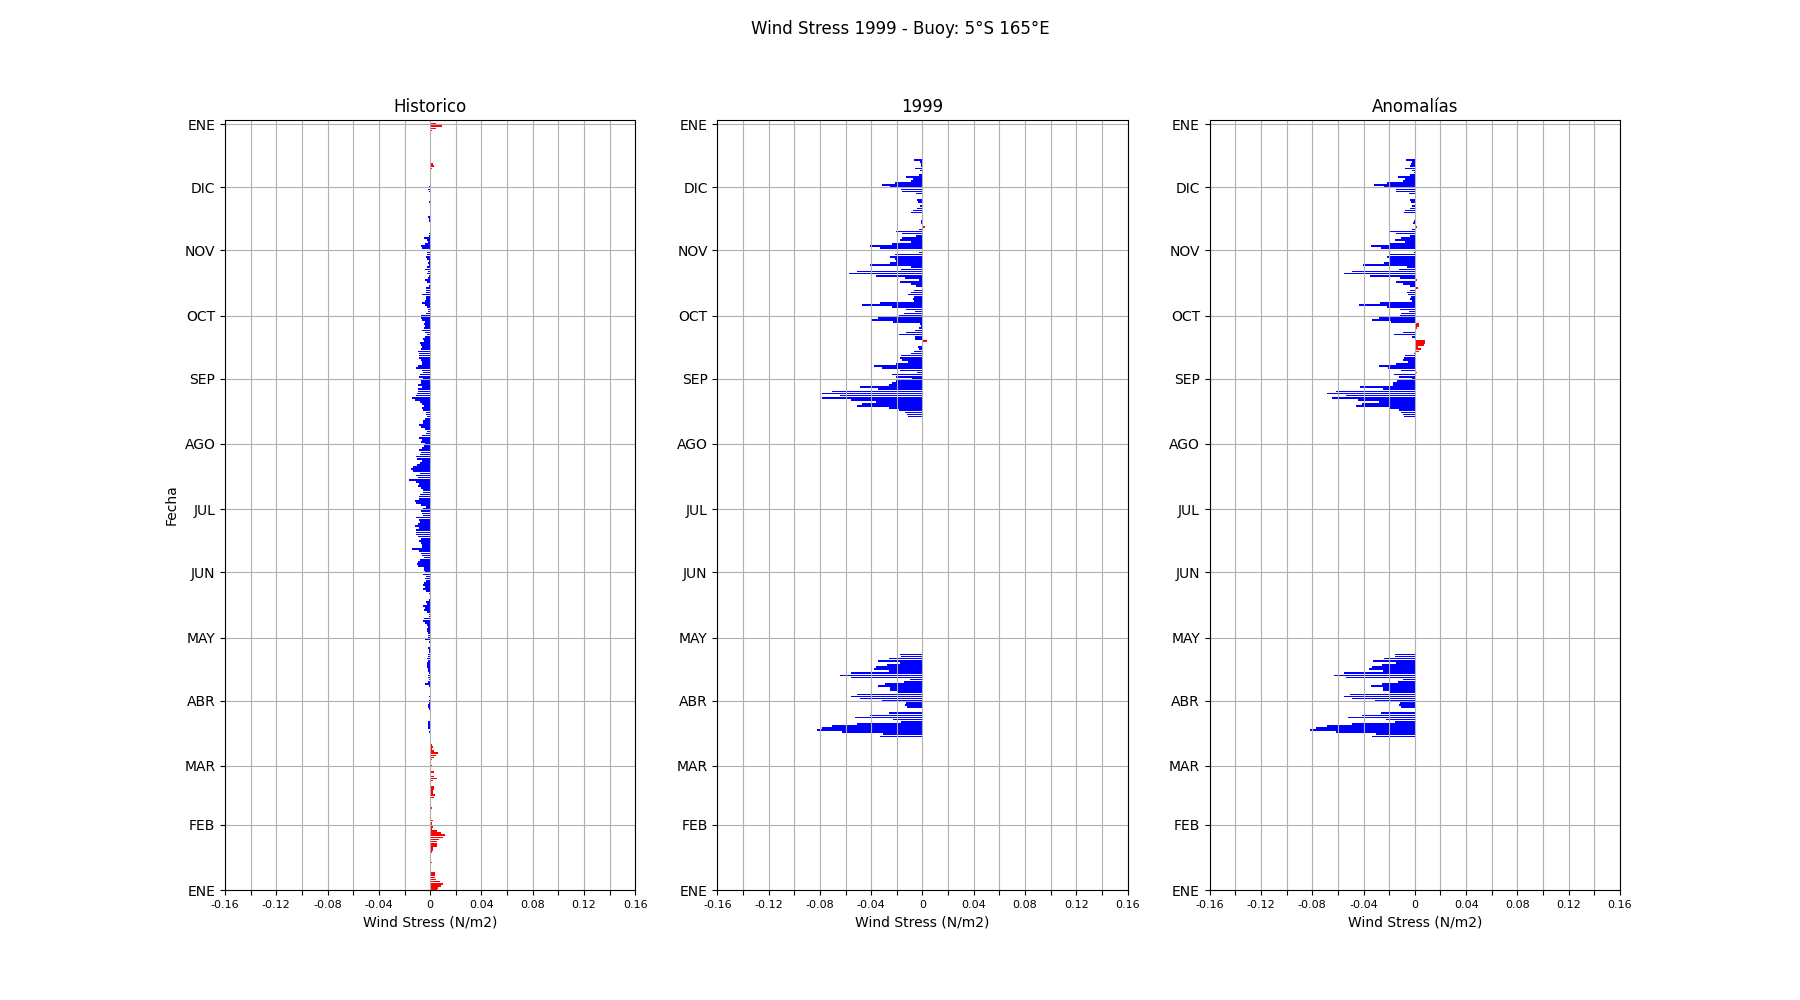 Wind Stress 1999 - Buoy: 5°S 165°E
Historico
ENE
DIC
NOV
OCT
SEP
AGO
JUL
JUN
MAY
ABR
MAR
FEB
ENE
Fecha
-0.16 -0.12 -0.08 -0.04 0 0.04 0.08 0.12 0.16
Wind Stress (N/m2)
1999
ENE
DIC
NOV
OCT
SEP
AGO
JUL
JUN
MAY
ABR
MAR
FEB
ENE
-0.16 -0.12 -0.08 -0.04 0 0.04 0.08 0.12 0.16
Wind Stress (N/m2)
Anomalías
ENE
DIC
NOV
OCT
SEP
AGO
JUL
JUN
MAY
ABR
MAR
FEB
ENE
-0.16 -0.12 -0.08 -0.04 0 0.04 0.08 0.12 0.16
Wind Stress (N/m2)